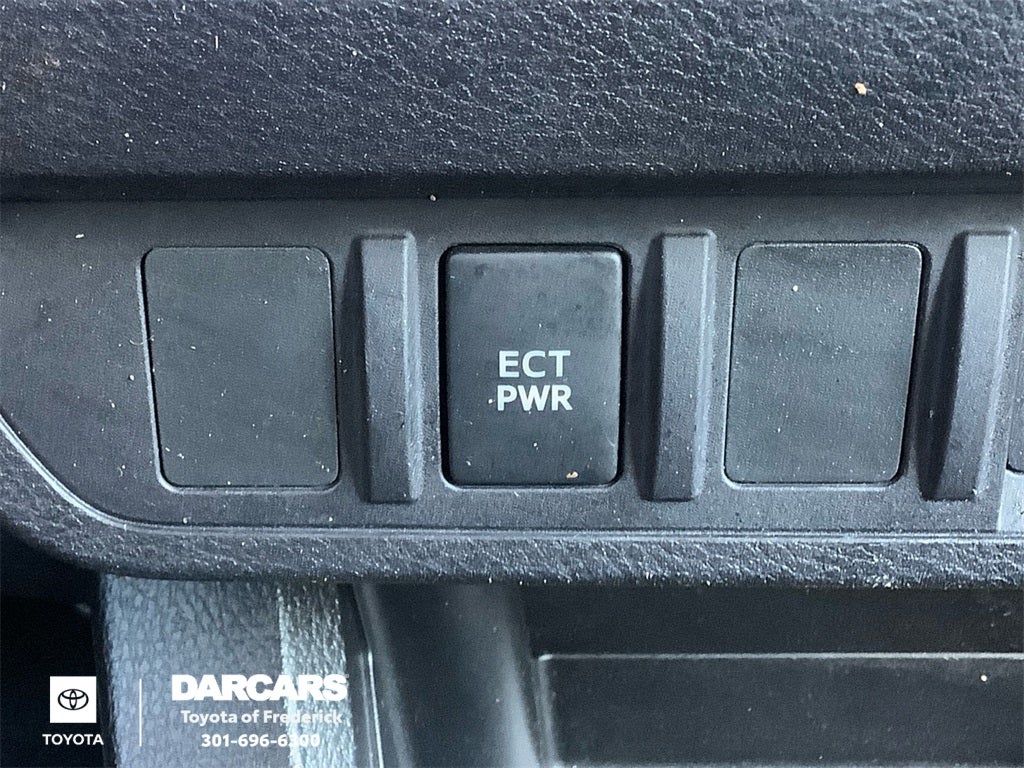 ECT
PWR
DARCARS
Toyota of Frederick
TOYOTA
301-696-6300